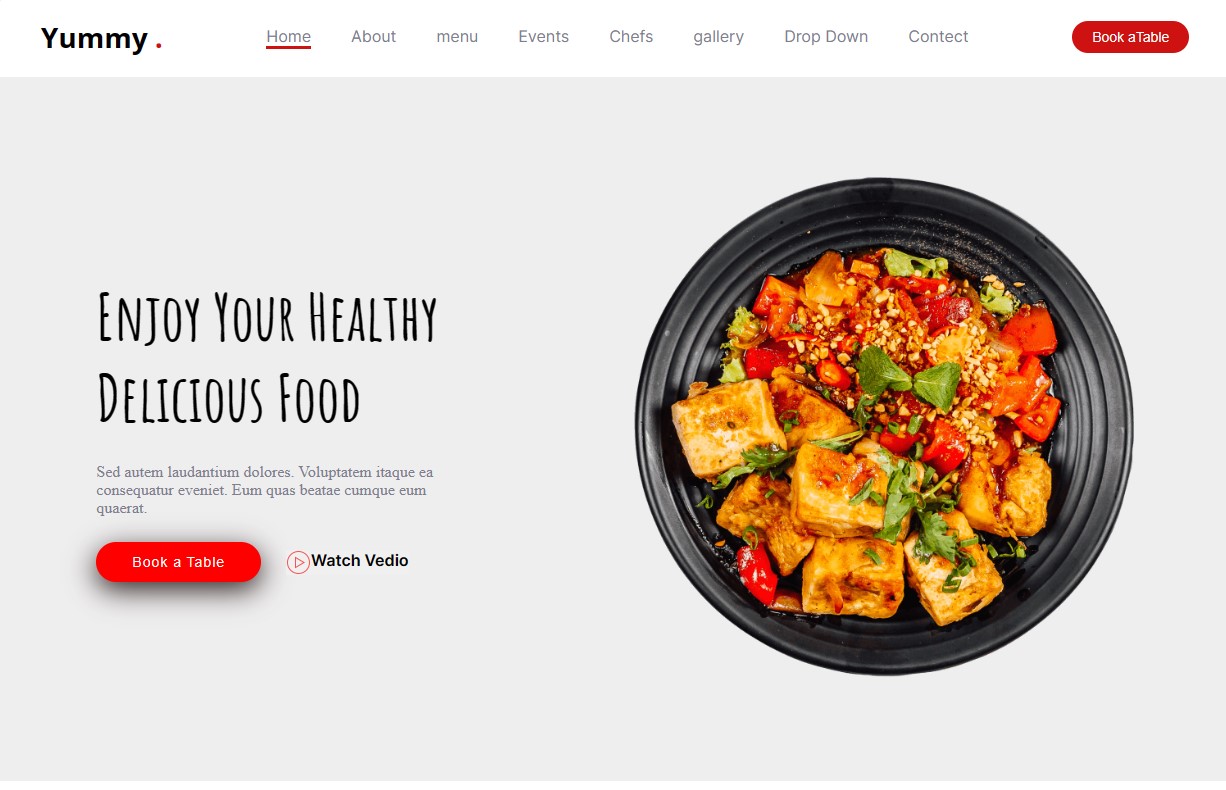 Yummy .
Home About menu Events Chefs gallery Drop Down Contect
Book aTable
Enjoy Your Healthy
Delicious Food
Sed autem laudantium dolores. Voluptatem itaque ea
consequatur eveniet. Eum quas beatae cumque eum
quaerat.
Book a Table
Watch Vedio